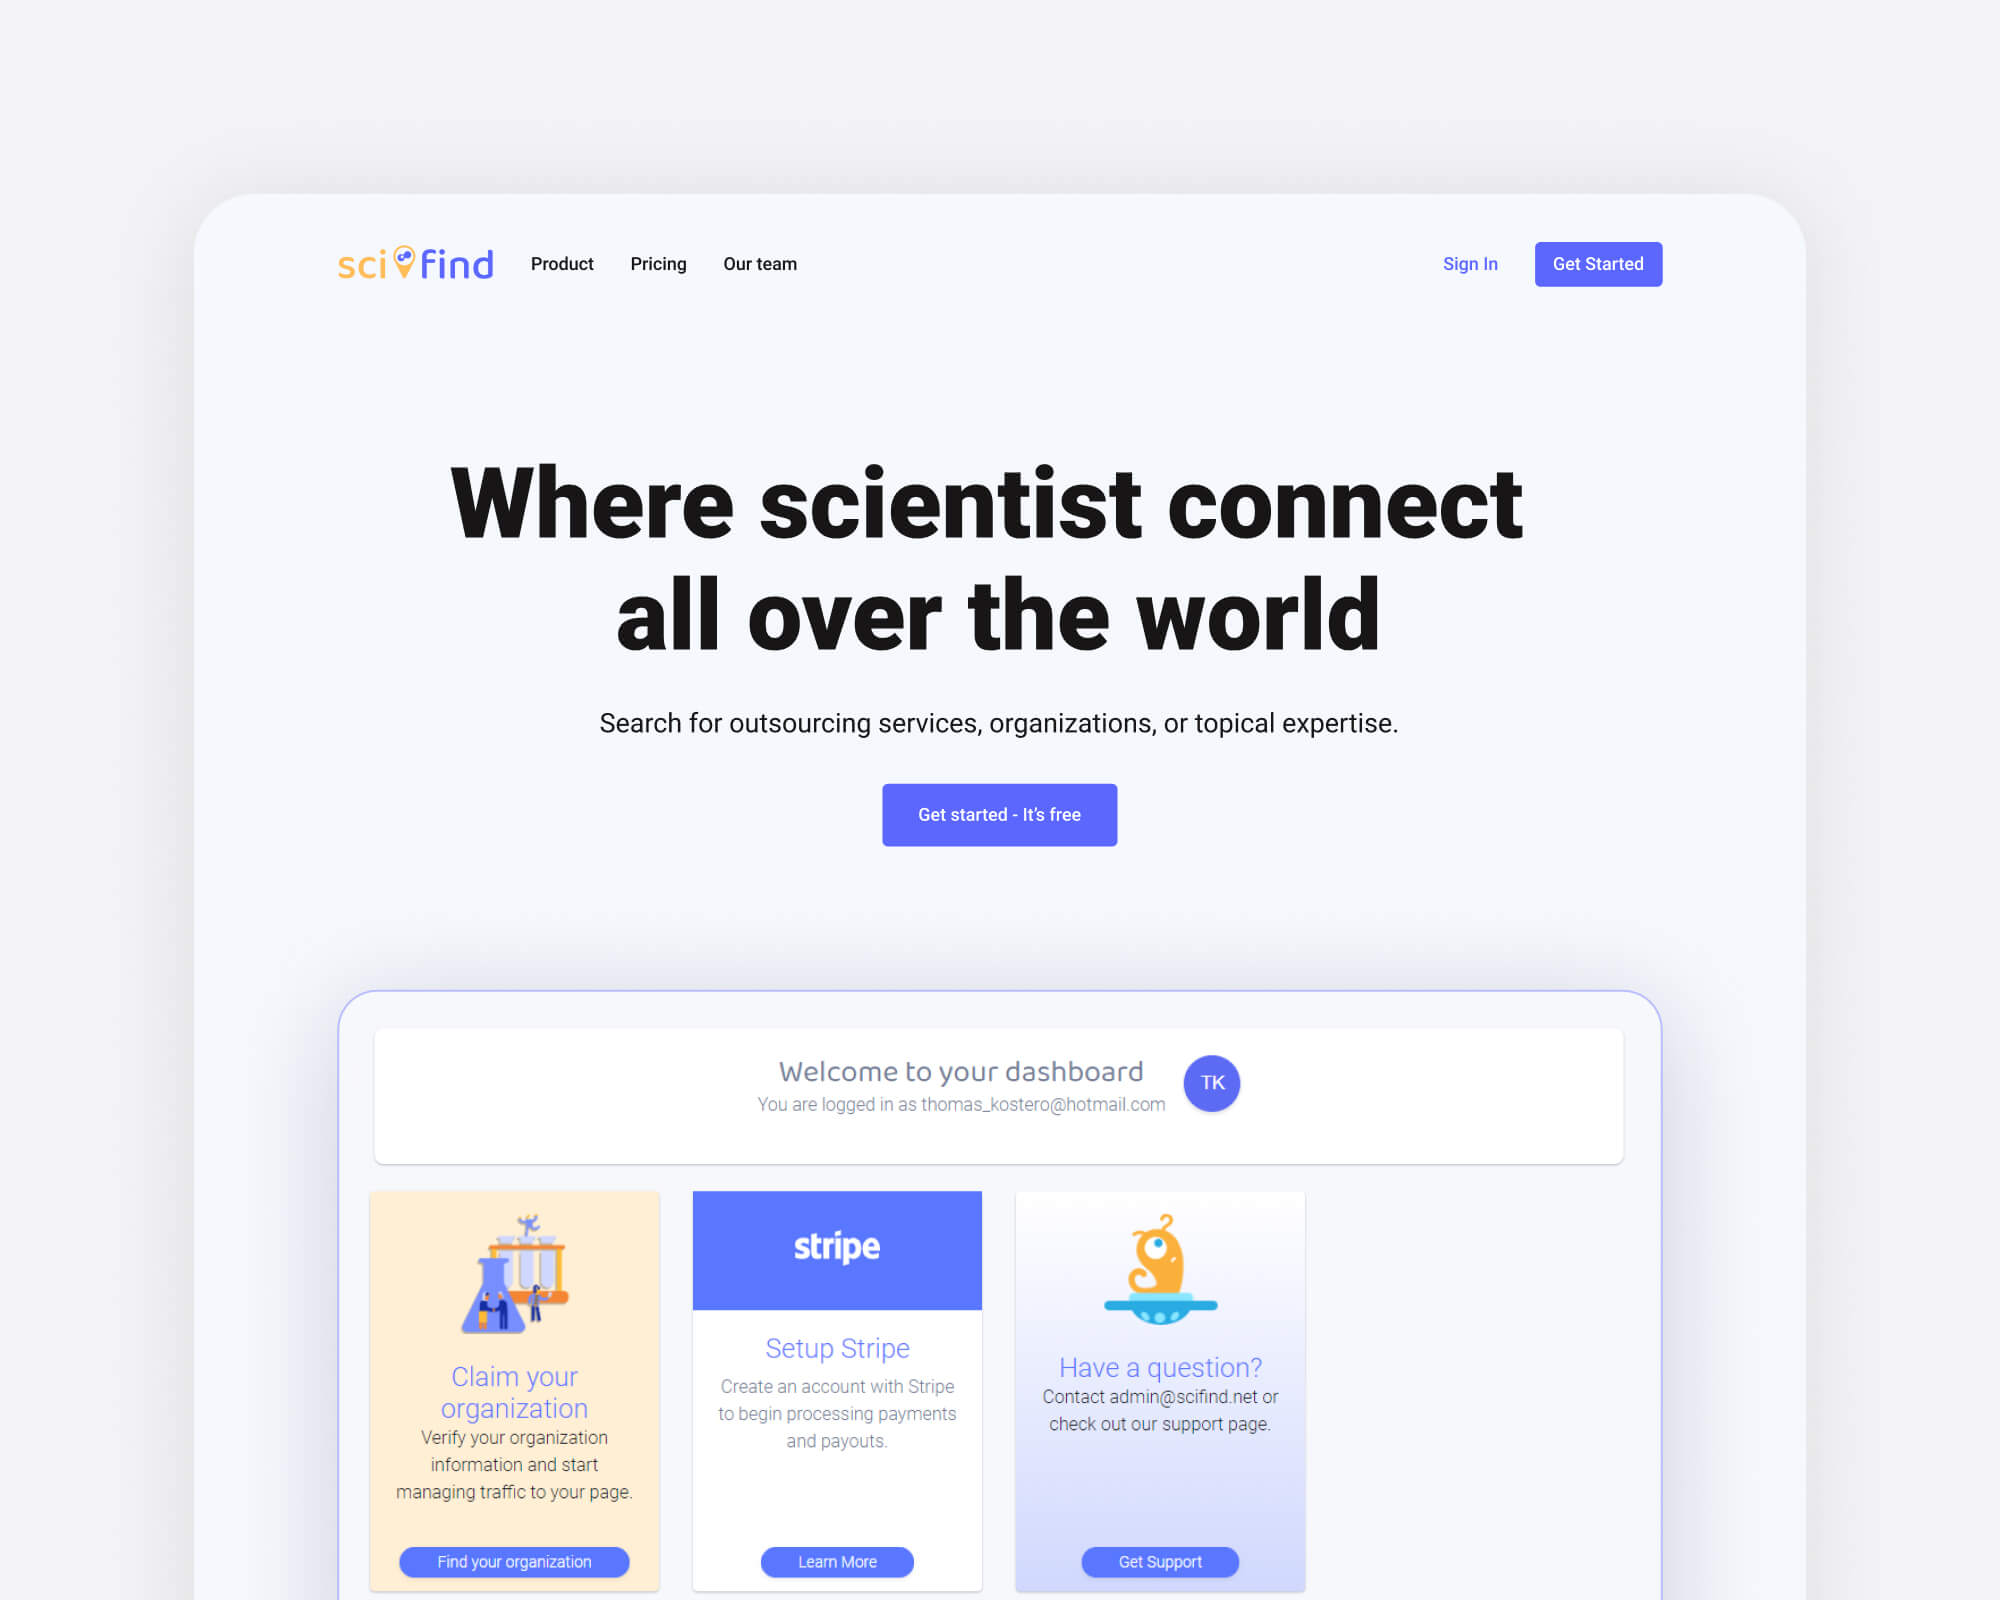 sci find Product Pricing Our team Sign In Get Started
Where scientist connect
all over the world
Search for outsourcing services, organizations, or topical expertise.
Get started - It's free
Welcome to your dashboard
TK
You are logged in as thomas_kostero@hotmail.com
Claim your
organization
Verify your organization
information and start
managing traffic to your page.
Find your organization
stripe
Setup Stripe
Create an account with Stripe
to begin processing payments
and payouts.
Learn More
Have a question?
Contact admin@scifind.net or
check out our support page.
Get Support